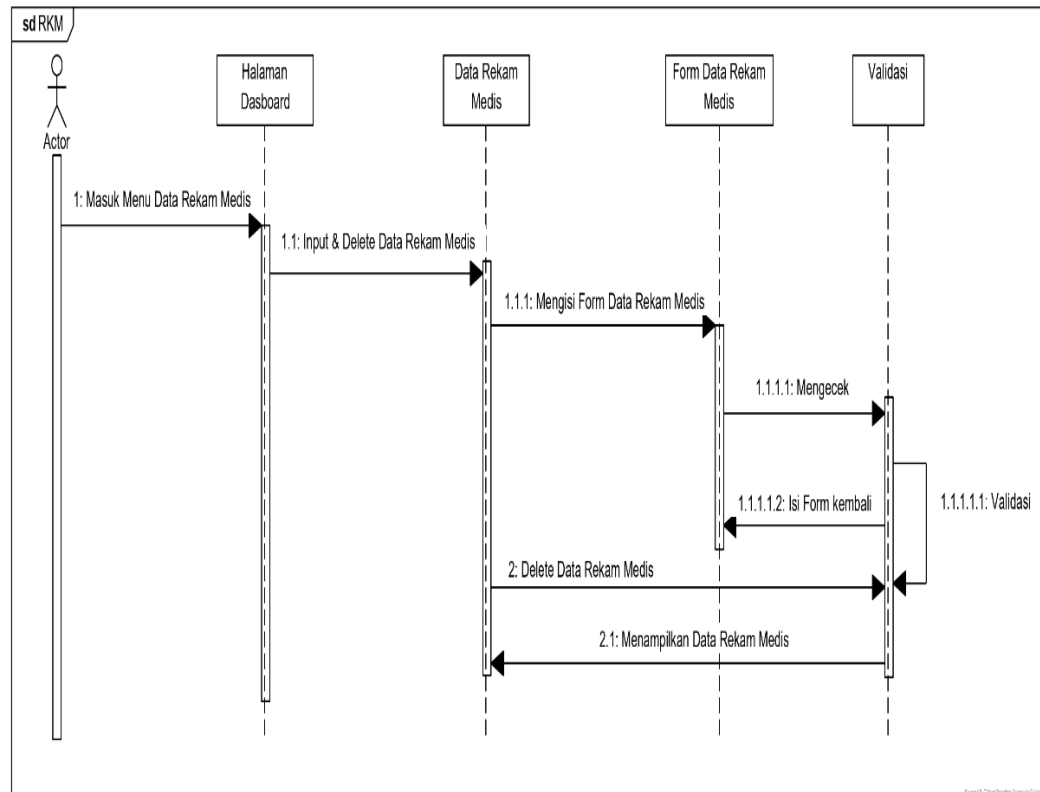 sd RKM
Actor
Halaman
Dasboard
Data Rekam
Medis
Form Data Rekam
Medis
Validasi
1: Masuk Menu Data Rekam Medis
1.1: Input & Delete Data Rekam Medis
1.1.1: Mengisi Form Data Rekam Medis
1.1.1.1: Mengecek
1.1.1.1.1: Validasi
1.1.1.1.2: Isi Form kembali
2: Delete Data Rekam Medis
2.1: Menampilkan Data Rekam Medis